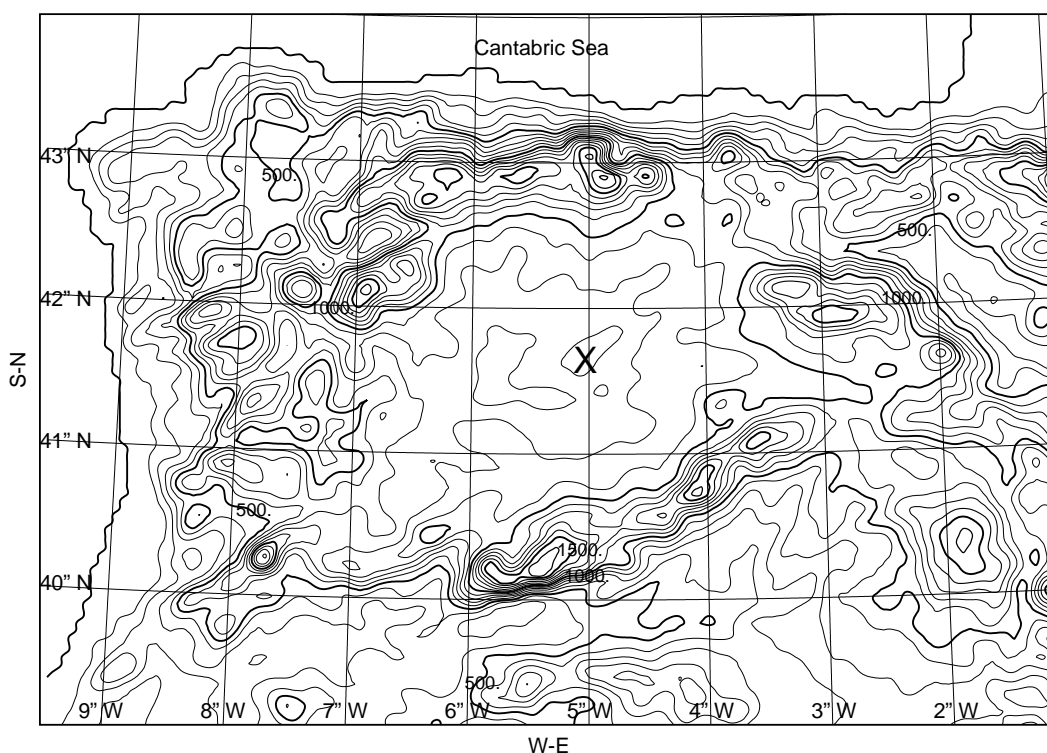 Cantabric Sea
43" N
500.
500.
42" N
1000.
1000.
X
S-N
41" N
500.
1500.
1000.
40" N
500.
9" W
8" W
7" W
6" W
5" W
4" W
3" W
2" W
W-E